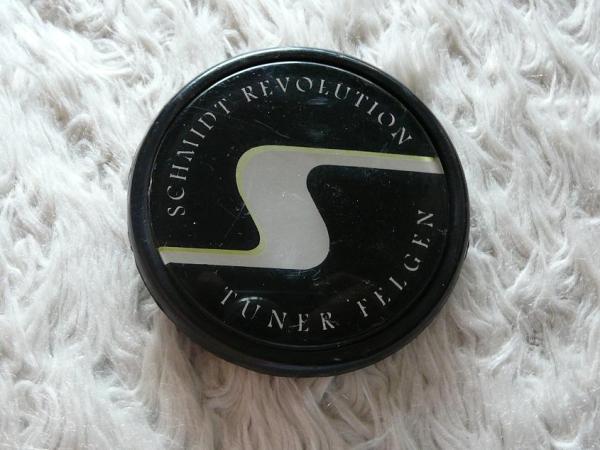 SCHMIDT REVOLUTION
TUNER FELGEN